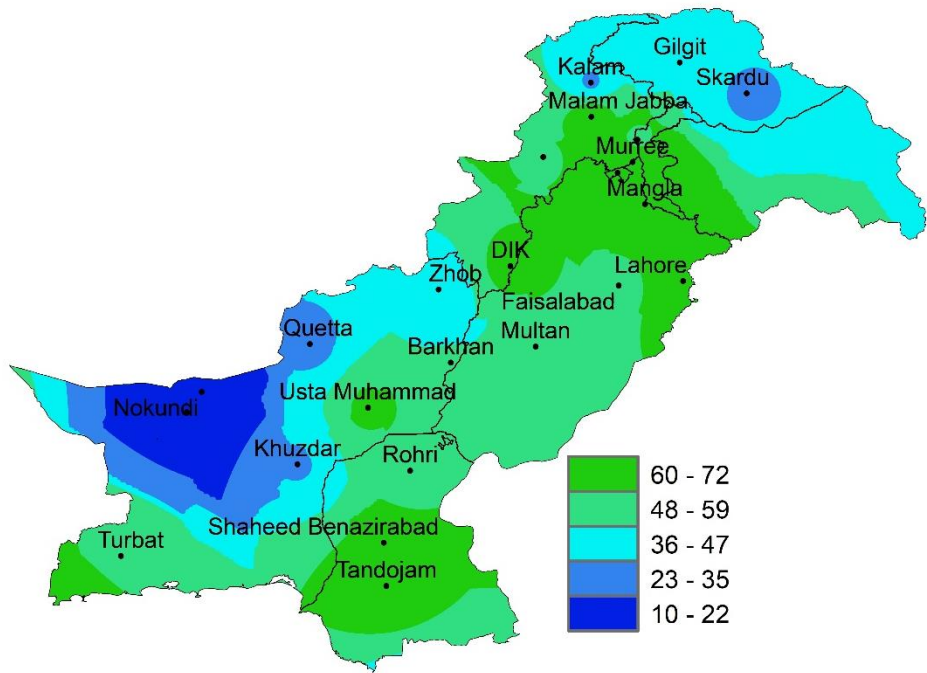 Gilgit
Kalam
Skardu
Malam Jabba
Murree
Mangla
DIK
Zhob
Lahore
Faisalabad
Quetta
Multan
Barkhan
Usta Muhammad
Nokundi
Khuzdar
Rohri
Shaheed Benazirabad
Turbat
Tandojam
60 - 72
48 - 59
36 - 47
23 - 35
10 - 22